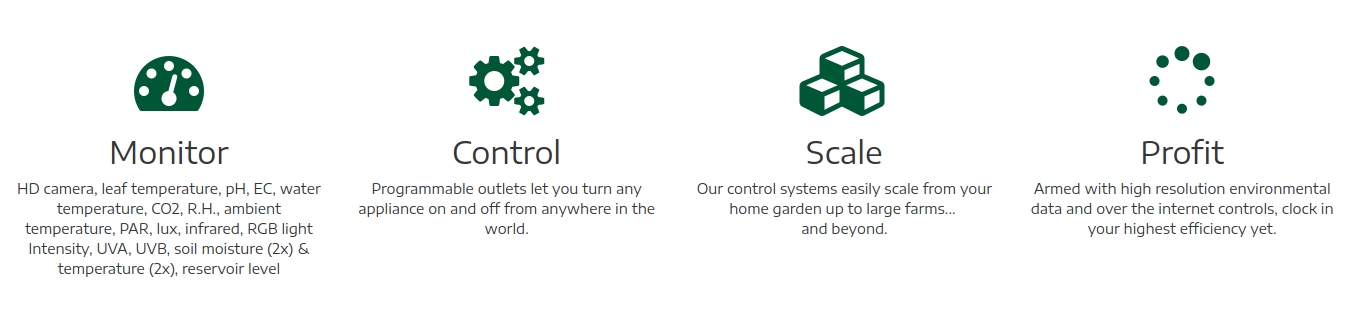 Monitor
HD camera, leaf temperature, pH, EC, water
temperature, CO2, R.H., ambient
temperature, PAR, lux, infrared, RGB light
Intensity, UVA, UVB, soil moisture (2x) &
temperature (2x), reservoir level
Control
Programmable outlets let you turn any
appliance on and off from anywhere in the
world.
Scale
Our control systems easily scale from your
home garden up to large farms...
and beyond.
Profit
Armed with high resolution environmental
data and over the internet controls, clock in
your highest efficiency yet.